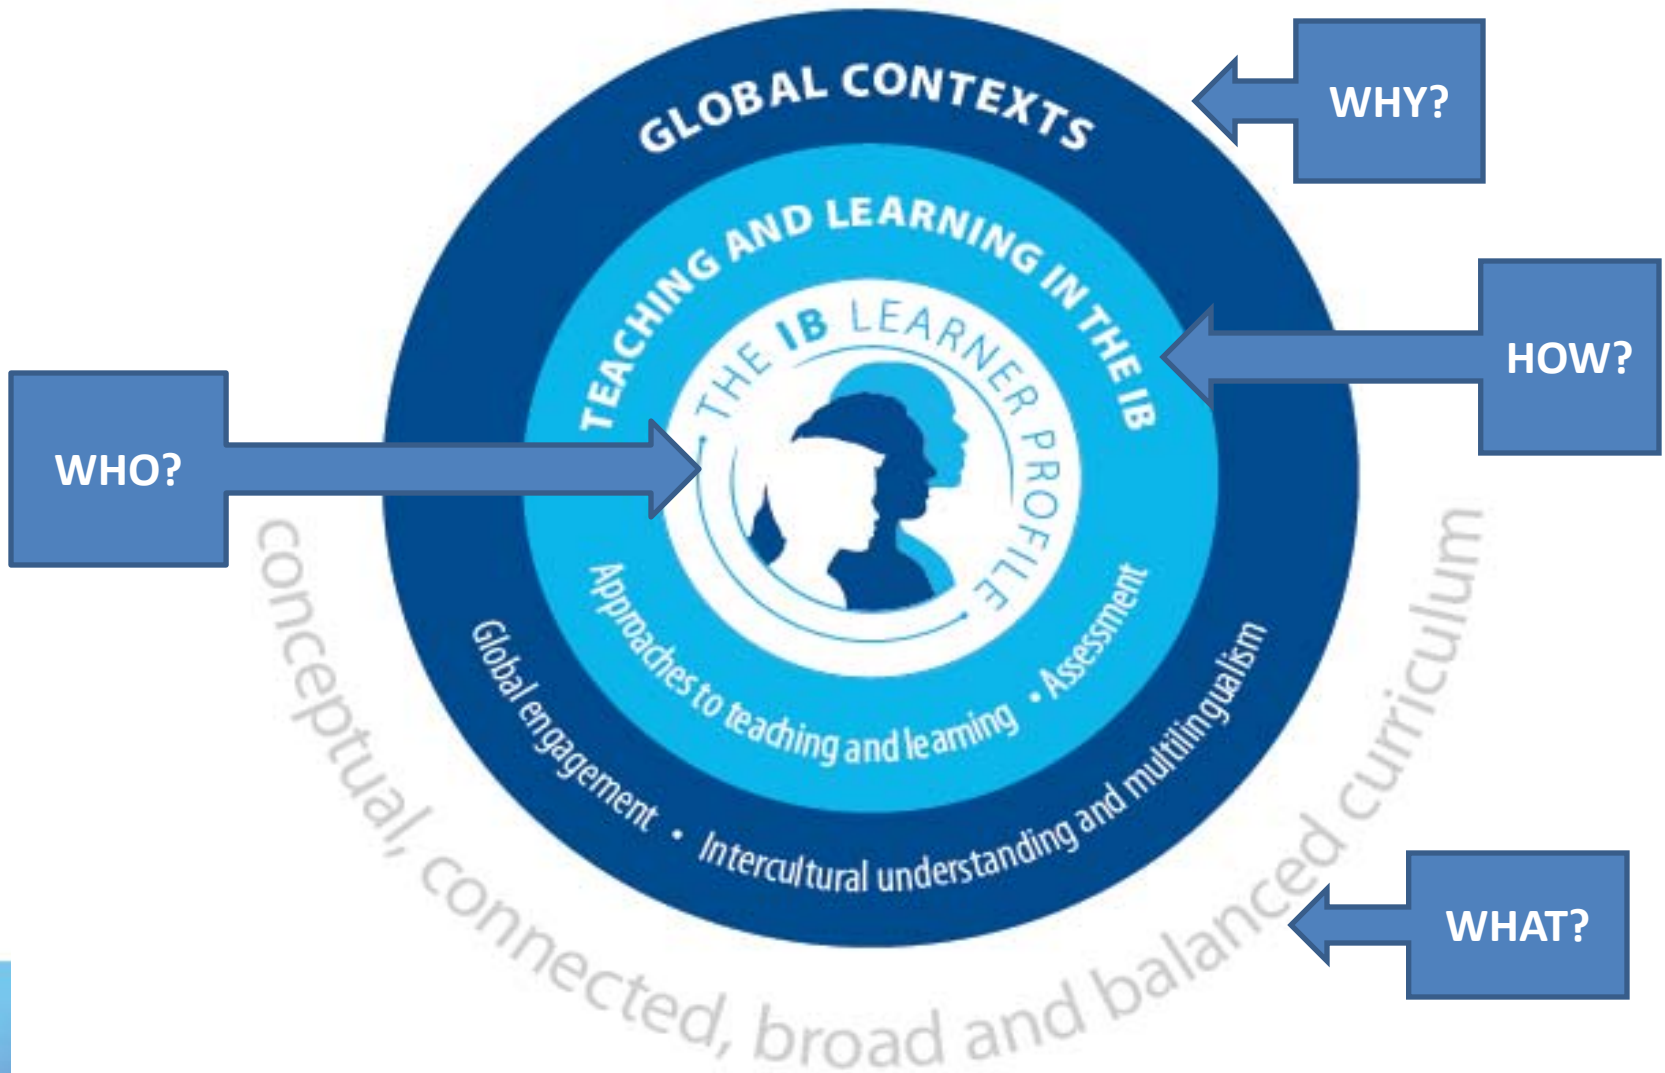 GLOBAL CONTEXTS
WHY?
TEACHING AND LEARNING IN THE IB
THE IB LEARNER PROFILE
HOW?
WHO?
Approaches to teaching and learning • Assessment
Global engagement • Intercultural understanding and multilingualism
WHAT?
conceptual, connected, broad and balanced curriculum